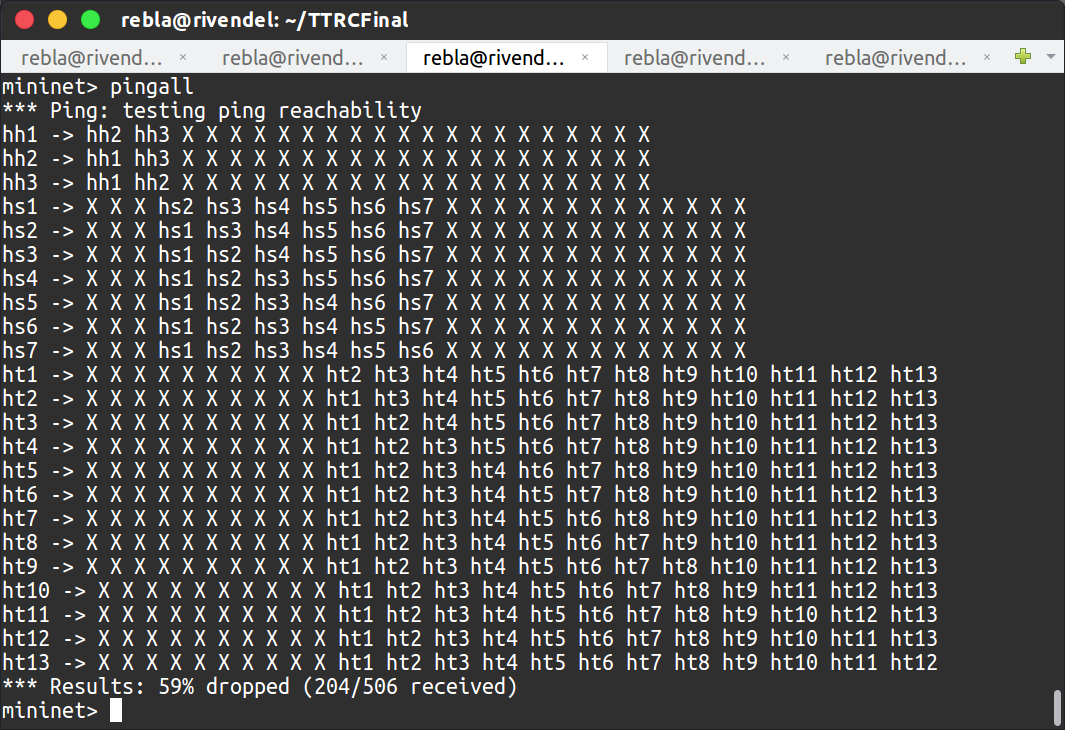 rebla@rivendel: ~/TTRCFinal
rebla@rivend... × rebla@rivend... × rebla@rivend... × rebla@rivend... × rebla@rivend... ×
mininet> pingall
*** Ping: testing ping reachability
hh1 -> hh2 hh3 X X X X X X X X X X X X X X X X X X X X
hh2 -> hh1 hh3 X X X X X X X X X X X X X X X X X X X X
hh3 -> hh1 hh2 X X X X X X X X X X X X X X X X X X X X
hs1 -> X X X hs2 hs3 hs4 hs5 hs6 hs7 X X X X X X X X X X X X X
hs2 -> X X X hs1 hs3 hs4 hs5 hs6 hs7 X X X X X X X X X X X X X
hs3 -> X X X hs1 hs2 hs4 hs5 hs6 hs7 X X X X X X X X X X X X X
hs4 -> X X X hs1 hs2 hs3 hs5 hs6 hs7 X X X X X X X X X X X X X
hs5 -> X X X hs1 hs2 hs3 hs4 hs6 hs7 X X X X X X X X X X X X X
hs6 -> X X X hs1 hs2 hs3 hs4 hs5 hs7 X X X X X X X X X X X X X
hs7 -> X X X hs1 hs2 hs3 hs4 hs5 hs6 X X X X X X X X X X X X X
ht1 -> X X X X X X X X X X ht2 ht3 ht4 ht5 ht6 ht7 ht8 ht9 ht10 ht11 ht12 ht13
ht2 -> X X X X X X X X X X ht1 ht3 ht4 ht5 ht6 ht7 ht8 ht9 ht10 ht11 ht12 ht13
ht3 -> X X X X X X X X X X ht1 ht2 ht4 ht5 ht6 ht7 ht8 ht9 ht10 ht11 ht12 ht13
ht4 -> X X X X X X X X X X ht1 ht2 ht3 ht5 ht6 ht7 ht8 ht9 ht10 ht11 ht12 ht13
ht5 -> X X X X X X X X X X ht1 ht2 ht3 ht4 ht6 ht7 ht8 ht9 ht10 ht11 ht12 ht13
ht6 -> X X X X X X X X X X ht1 ht2 ht3 ht4 ht5 ht7 ht8 ht9 ht10 ht11 ht12 ht13
ht7 -> X X X X X X X X X X ht1 ht2 ht3 ht4 ht5 ht6 ht8 ht9 ht10 ht11 ht12 ht13
ht8 -> X X X X X X X X X X ht1 ht2 ht3 ht4 ht5 ht6 ht7 ht9 ht10 ht11 ht12 ht13
ht9 -> X X X X X X X X X X ht1 ht2 ht3 ht4 ht5 ht6 ht7 ht8 ht10 ht11 ht12 ht13
ht10 -> X X X X X X X X X X ht1 ht2 ht3 ht4 ht5 ht6 ht7 ht8 ht9 ht11 ht12 ht13
ht11 -> X X X X X X X X X X ht1 ht2 ht3 ht4 ht5 ht6 ht7 ht8 ht9 ht10 ht12 ht13
ht12 -> X X X X X X X X X X ht1 ht2 ht3 ht4 ht5 ht6 ht7 ht8 ht9 ht10 ht11 ht13
ht13 -> X X X X X X X X X X ht1 ht2 ht3 ht4 ht5 ht6 ht7 ht8 ht9 ht10 ht11 ht12
*** Results: 59% dropped (204/506 received)
mininet>